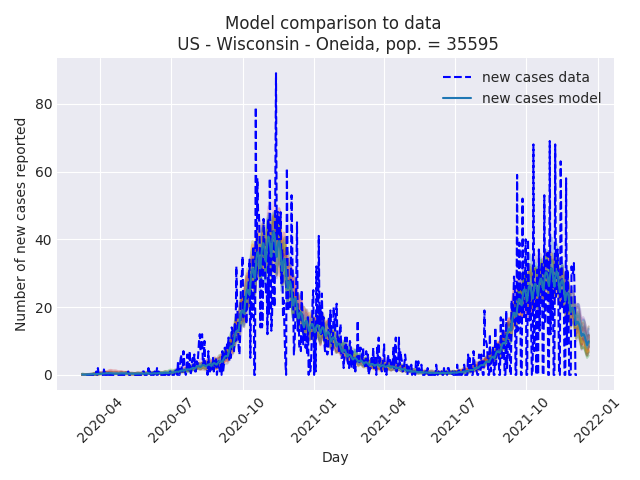 Model comparison to data
US - Wisconsin - Oneida, pop. = 35595
new cases data
new cases model
Number of new cases reported
80
60
40
20
0
2020-04
2020-07
2020-10
2021-01
2021-04
2021-07
2021-10
2022-01
Day